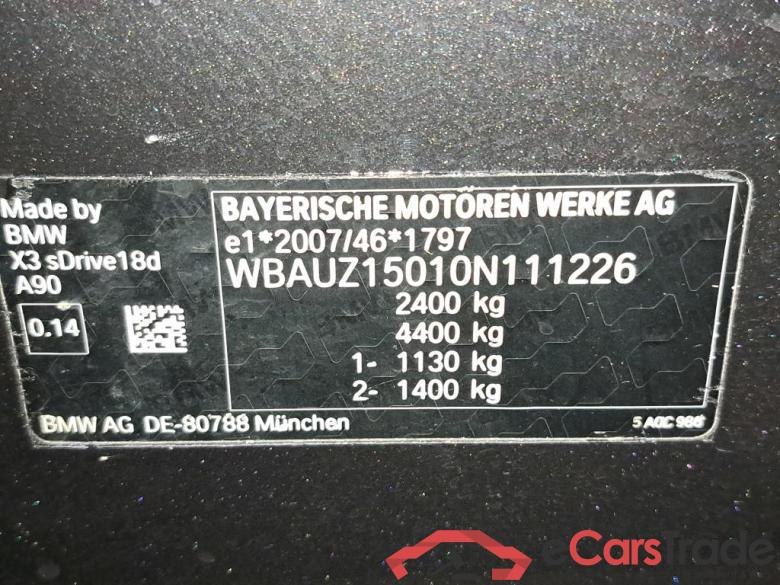 Made by
BMW
X3 sDrive18d
A90
0.14
BAYERISCHE MOTOREN WERKE AG
e1*2007/46*1797
WBAUZ15010N111226
2400 kg
4400 kg
1- 1130 kg
2- 1400 kg
BMW AG DE-80788 München
eCarsTrade